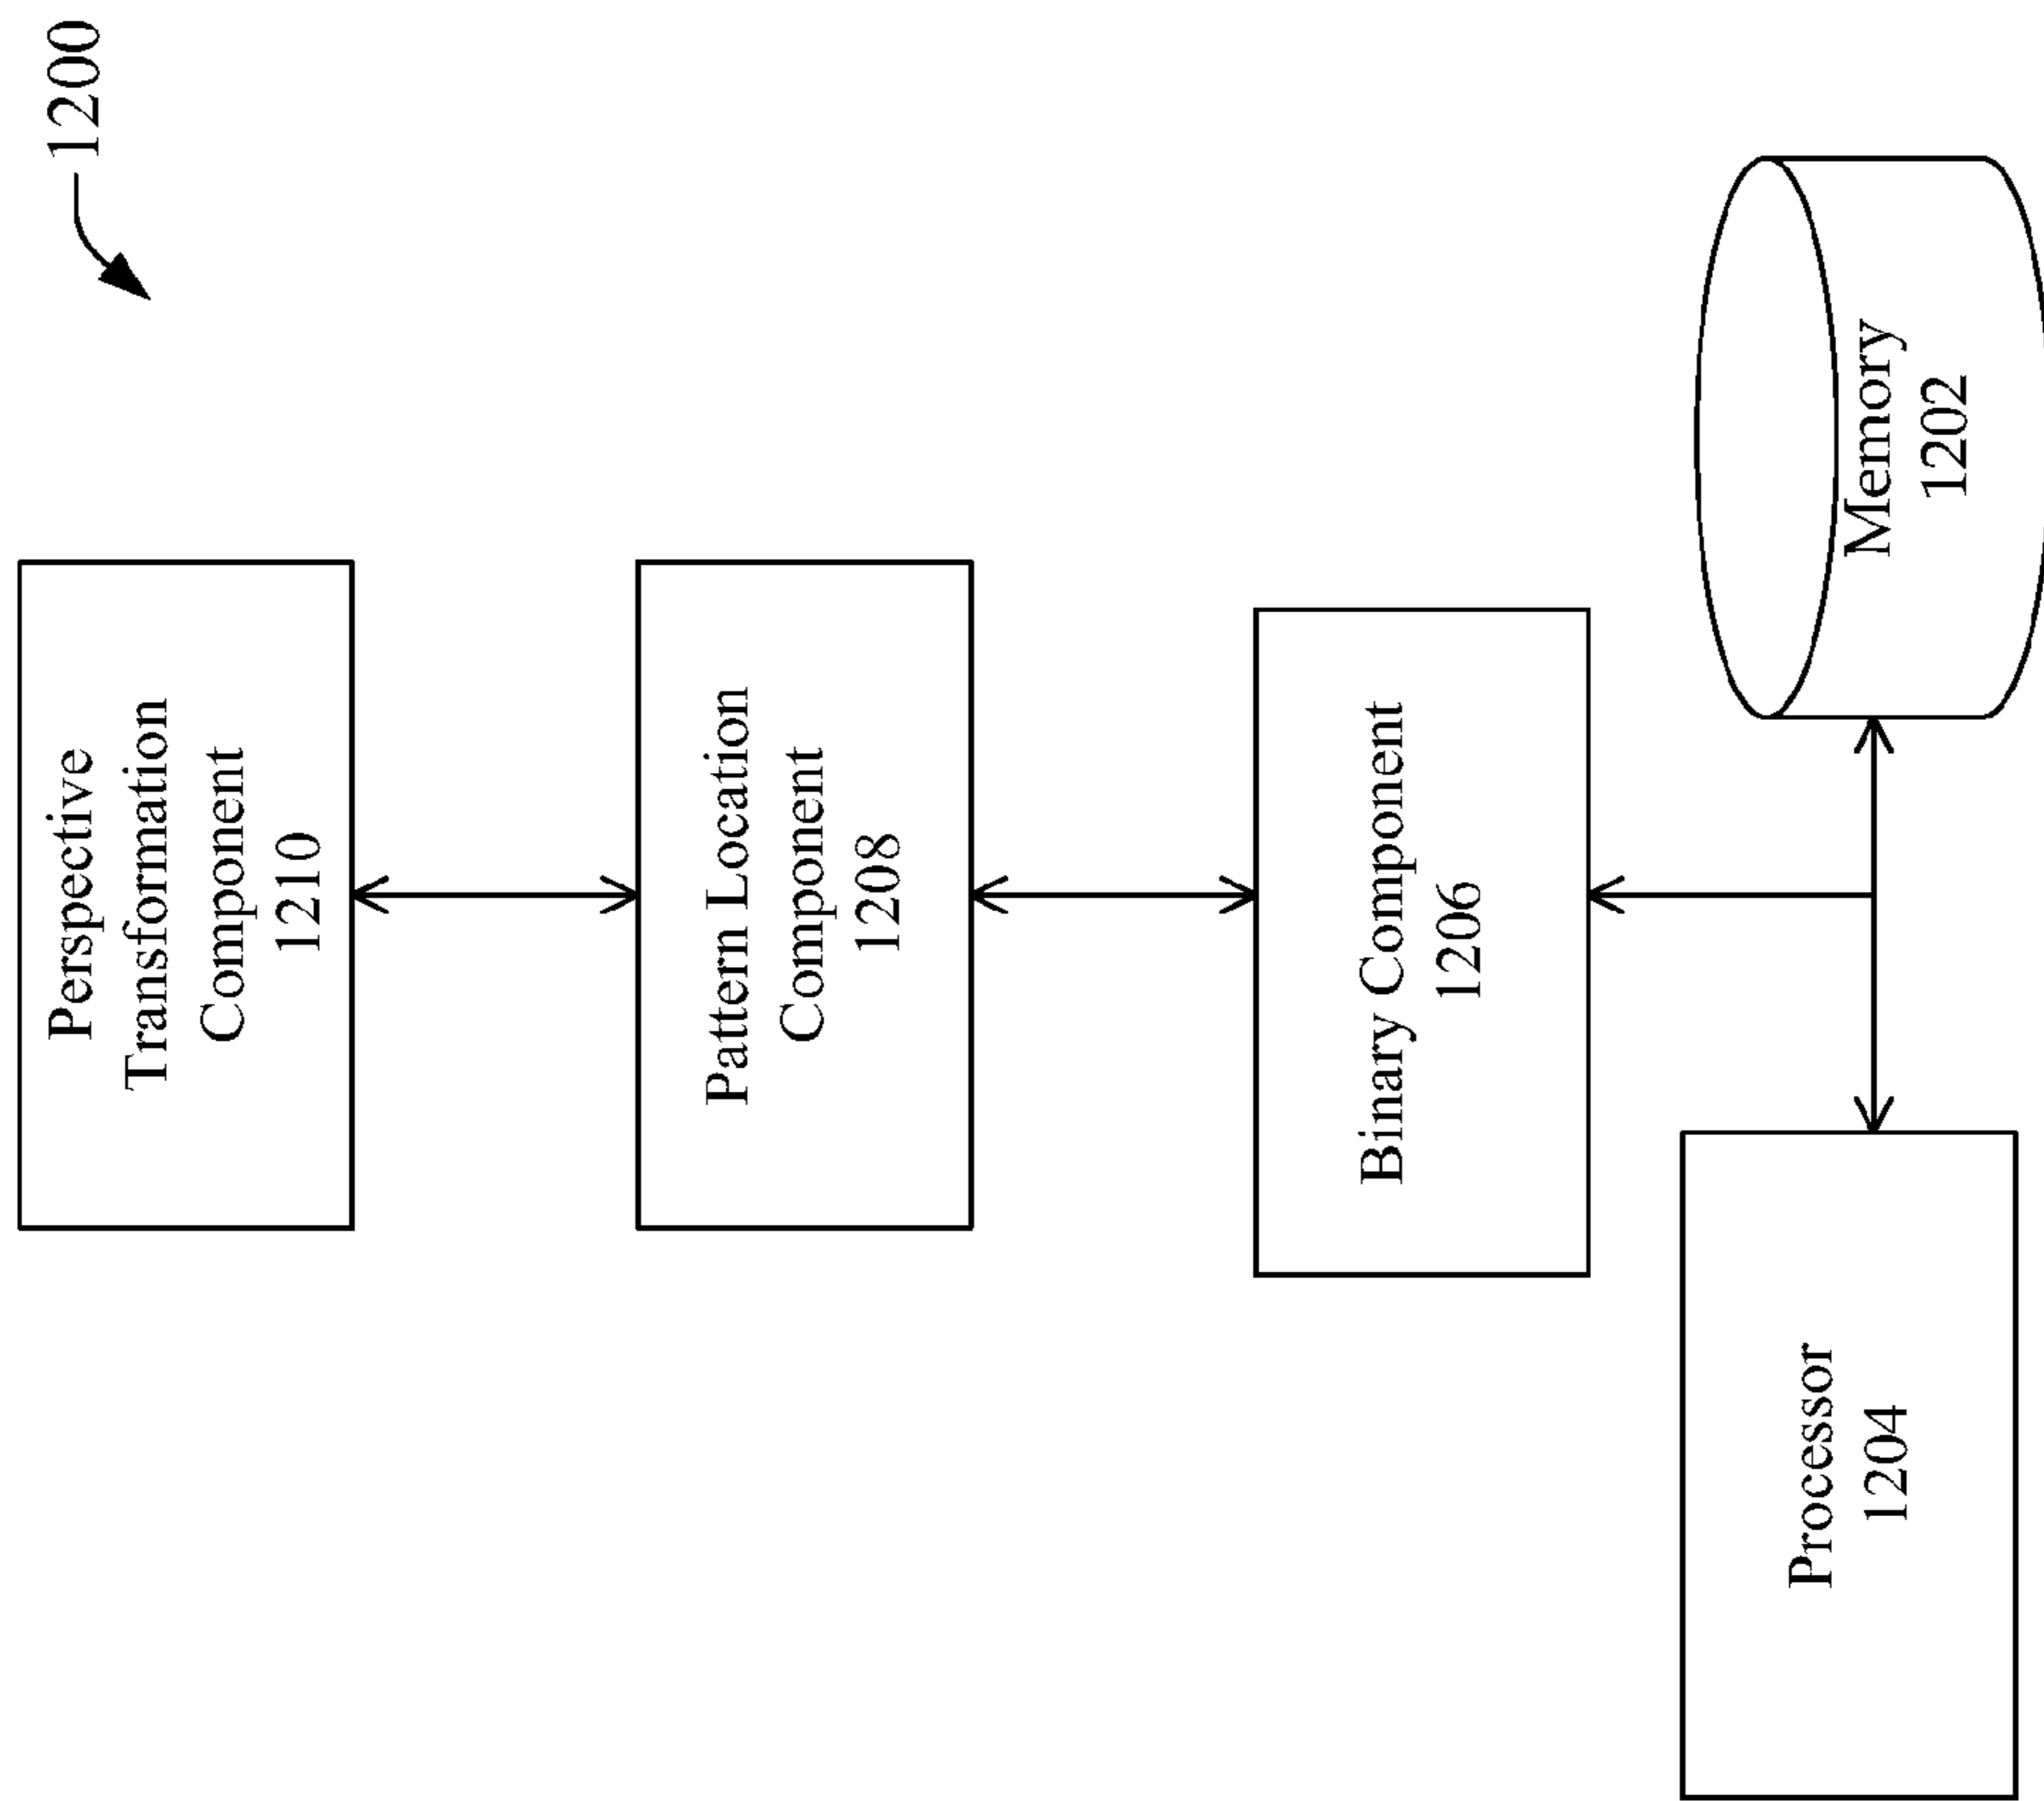 1200
Perspective
Transformation
Component
1210
Pattern Location
Component
1208
Binary Component
1206
Memory
1202
Processor
1204